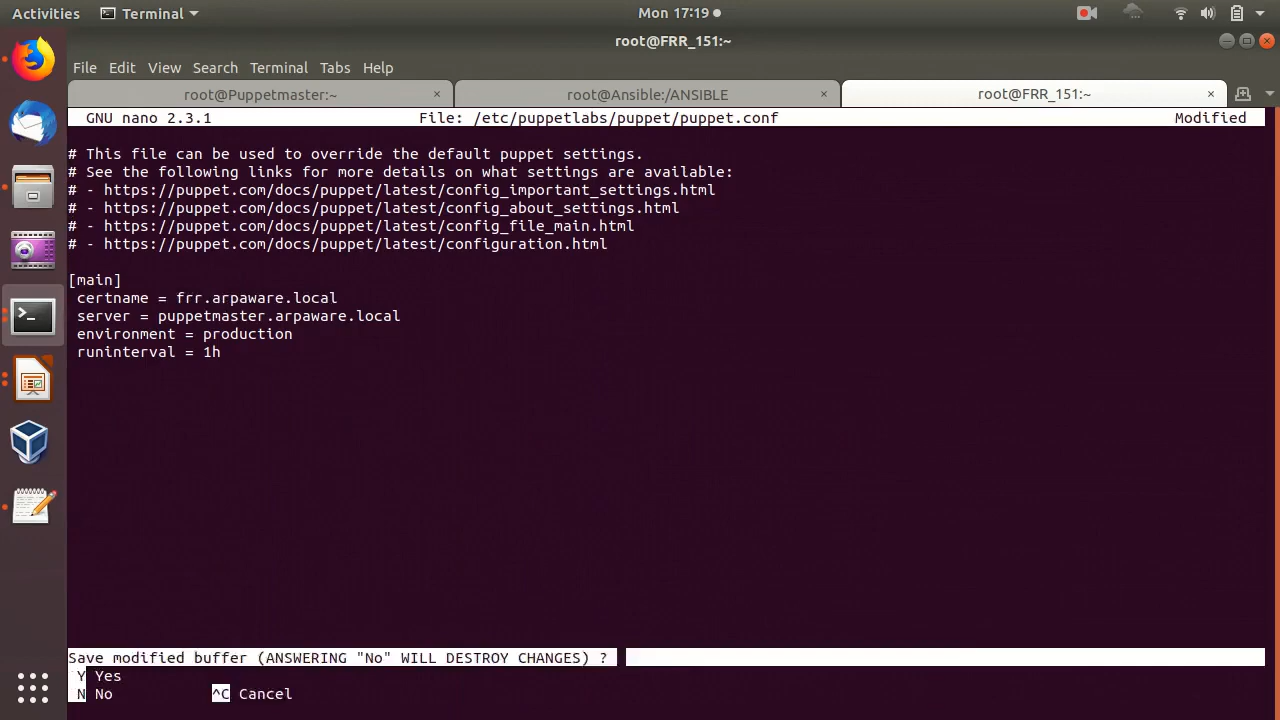 Activities Terminal Mon 17:19
root@FRR_151:~
File Edit View Search Terminal Tabs Help
root@Puppetmaster:~ × root@Ansible:/ANSIBLE × root@FRR_151:~ ×
GNU nano 2.3.1 File: /etc/puppetlabs/puppet/puppet.conf Modified
# This file can be used to override the default puppet settings.
# See the following links for more details on what settings are available:
# - https://puppet.com/docs/puppet/latest/config_important_settings.html
# - https://puppet.com/docs/puppet/latest/config_about_settings.html
# - https://puppet.com/docs/puppet/latest/config_file_main.html
# - https://puppet.com/docs/puppet/latest/configuration.html
[main]
certname = frr.arpaware.local
server = puppetmaster.arpaware.local
environment = production
runinterval = 1h
Save modified buffer (ANSWERING "No" WILL DESTROY CHANGES) ?
Y Yes
N No ^C Cancel